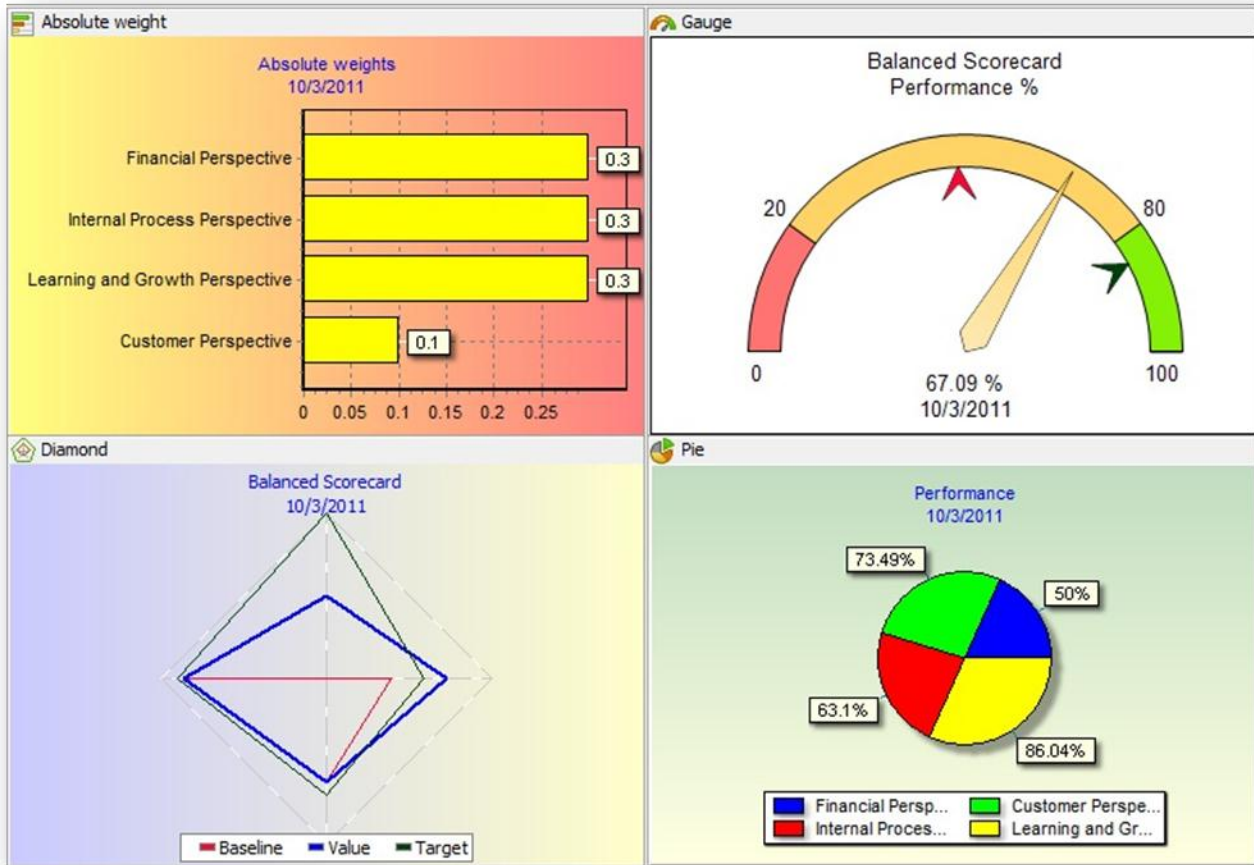 Absolute weight
Absolute weights
10/3/2011
Financial Perspective
0.3
Internal Process Perspective
0.3
Learning and Growth Perspective
0.3
Customer Perspective
0.1
0 0.05 0.1 0.15 0.2 0.25
Gauge
Balanced Scorecard
Performance %
20 80
0 100
67.09 %
10/3/2011
Diamond
Balanced Scorecard
10/3/2011
Baseline Value Target
Pie
Performance
10/3/2011
73.49%
50%
63.1%
86.04%
Financial Persp... Customer Perspe...
Internal Proces... Learning and Gr...